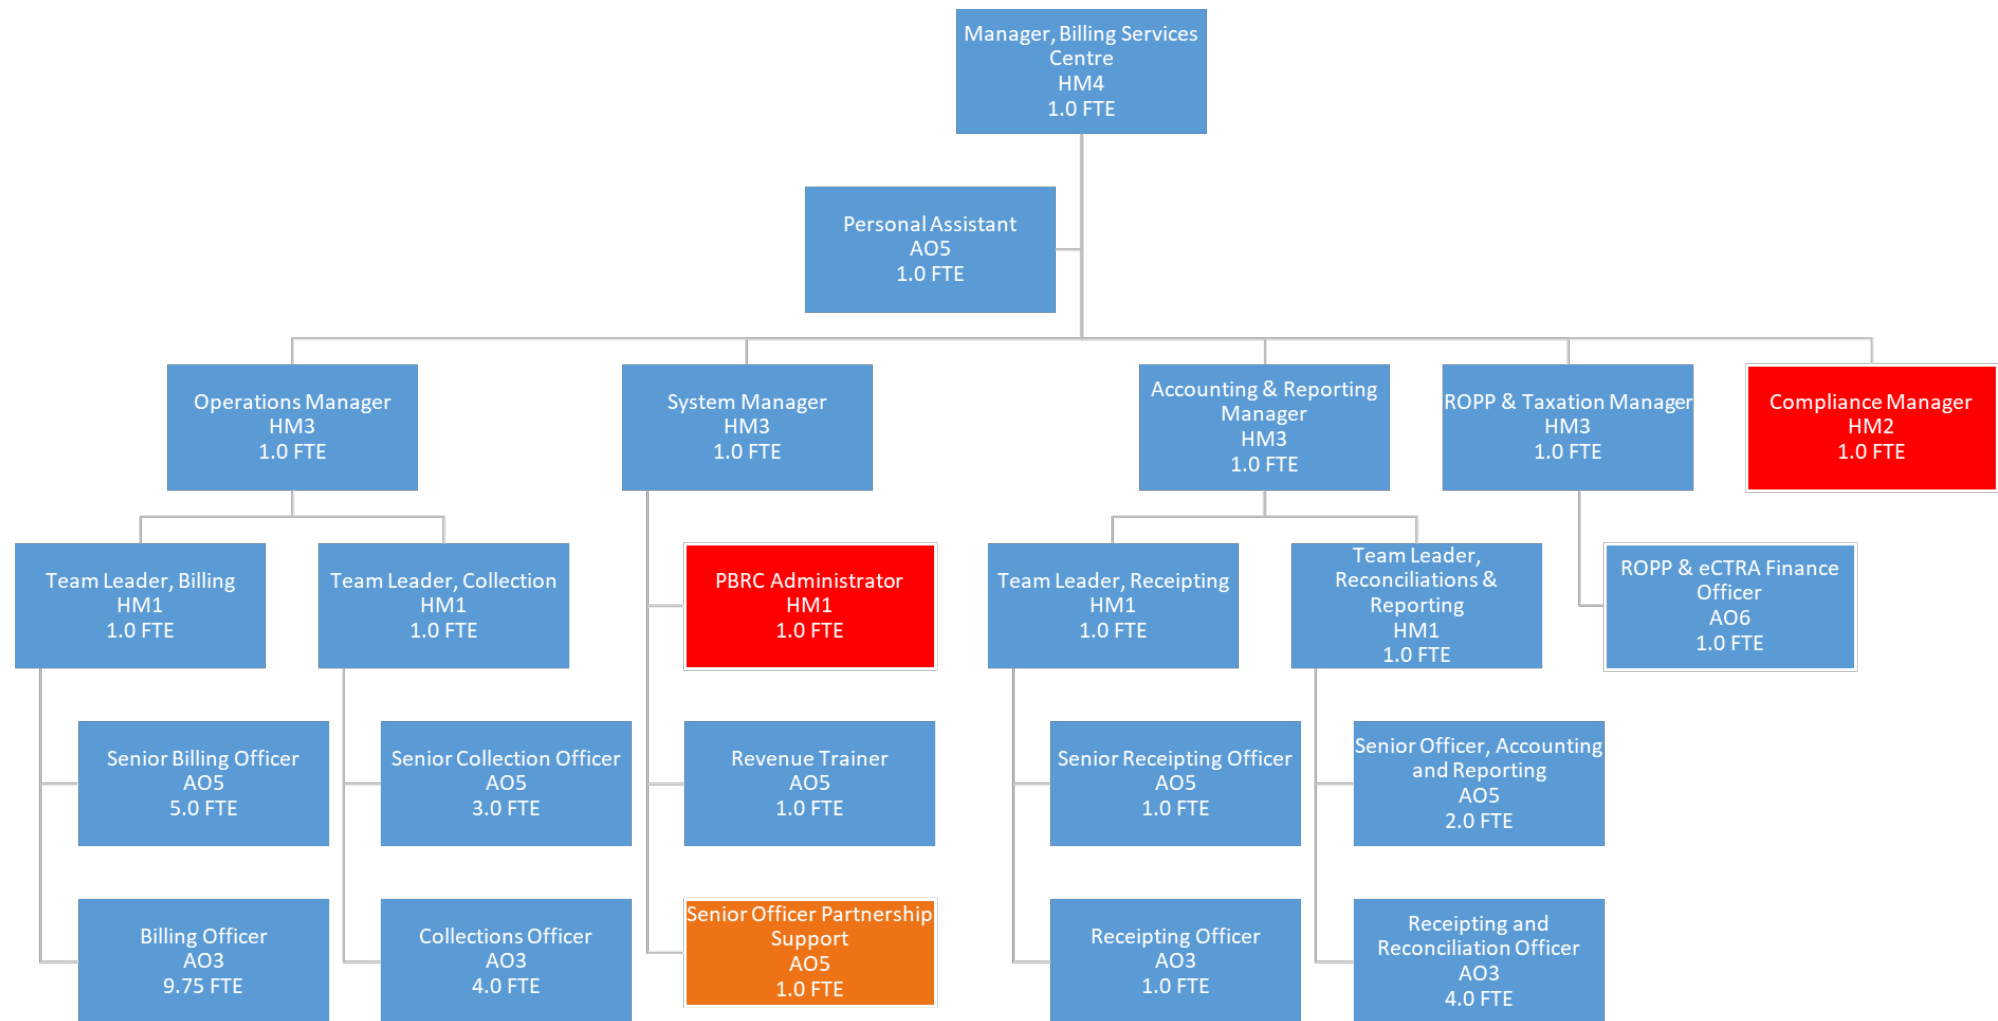 Manager, Billing Services
Centre
HM4
1.0 FTE
Personal Assistant
AO5
1.0 FTE
Operations Manager
HM3
1.0 FTE
System Manager
HM3
1.0 FTE
Accounting & Reporting
Manager
HM3
1.0 FTE
ROPP & Taxation Manager
HM3
1.0 FTE
Compliance Manager
HM2
1.0 FTE
Team Leader, Billing
HM1
1.0 FTE
Team Leader, Collection
HM1
1.0 FTE
PBRC Administrator
HM1
1.0 FTE
Team Leader, Receipting
HM1
1.0 FTE
Team Leader,
Reconciliations &
Reporting
HM1
1.0 FTE
ROPP & eCTRA Finance
Officer
AO6
1.0 FTE
Senior Billing Officer
AO5
5.0 FTE
Senior Collection Officer
AO5
3.0 FTE
Revenue Trainer
AO5
1.0 FTE
Senior Receipting Officer
AO5
1.0 FTE
Senior Officer, Accounting
and Reporting
AO5
2.0 FTE
Billing Officer
AO3
9.75 FTE
Collections Officer
AO3
4.0 FTE
Senior Officer Partnership
Support
AO5
1.0 FTE
Receipting Officer
AO3
1.0 FTE
Receipting and
Reconciliation Officer
AO3
4.0 FTE